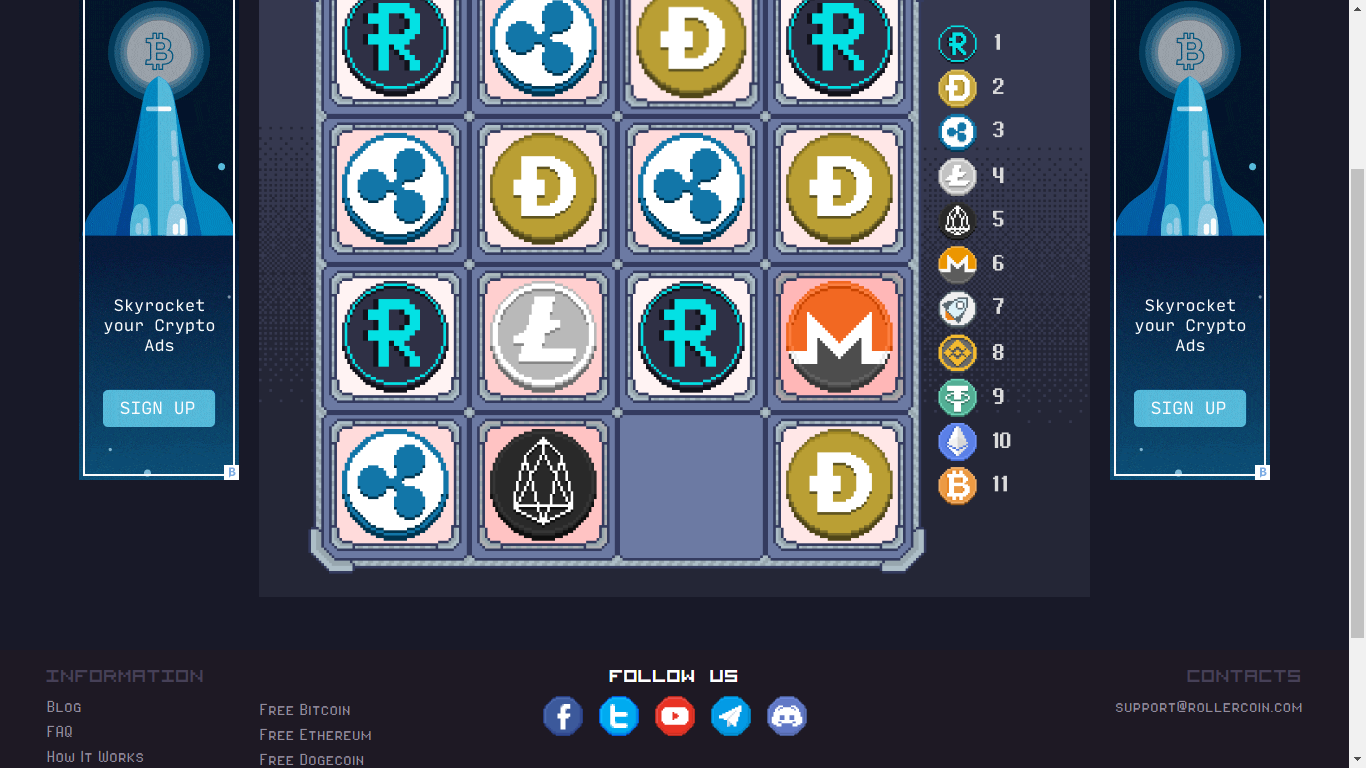 1
2
3
4
5
6
7
8
9
10
11
Skyrocket
your Crypto
Ads
SIGN UP
Skyrocket
your Crypto
Ads
SIGN UP
INFORMATION
Blog
FAQ
How It Works
Free Bitcoin
Free Ethereum
Free Dogecoin
FOLLOW US
CONTACTS
support@rollercoin.com